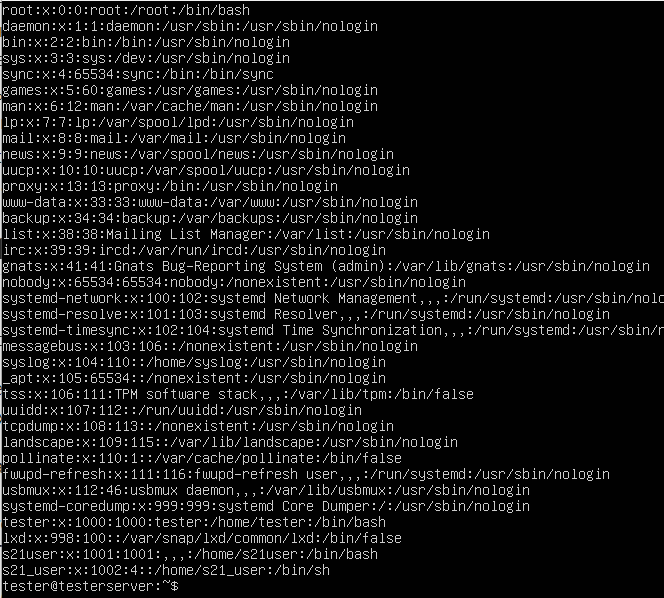 root:x:0:0:root:/root:/bin/bash
daemon:x:1:1:daemon:/usr/sbin:/usr/sbin/nologin
bin:x:2:2:bin:/bin:/usr/sbin/nologin
sys:x:3:3:sys:/dev:/usr/sbin/nologin
sync:x:4:65534:sync:/bin:/bin/sync
games:x:5:60:games:/usr/games:/usr/sbin/nologin
man:x:6:12:man:/var/cache/man:/usr/sbin/nologin
lp:x:7:7:lp:/var/spool/lpd:/usr/sbin/nologin
mail:x:8:8:mail:/var/mail:/usr/sbin/nologin
news:x:9:9:news:/var/spool/news:/usr/sbin/nologin
uucp:x:10:10:uucp:/var/spool/uucp:/usr/sbin/nologin
proxy:x:13:13:proxy:/bin:/usr/sbin/nologin
www-data:x:33:33:www-data:/var/www:/usr/sbin/nologin
backup:x:34:34:backup:/var/backups:/usr/sbin/nologin
list:x:38:38:Mailing List Manager:/var/list:/usr/sbin/nologin
irc:x:39:39:ircd:/var/run/ircd:/usr/sbin/nologin
gnats:x:41:41:Gnats Bug-Reporting System (admin):/var/lib/gnats:/usr/sbin/nologin
nobody:x:65534:65534:nobody:/nonexistent:/usr/sbin/nologin
systemd-network:x:100:102:systemd Network Management,,,:/run/systemd:/usr/sbin/nolo
systemd-resolve:x:101:103:systemd Resolver,,,:/run/systemd:/usr/sbin/nologin
systemd-timesync:x:102:104:systemd Time Synchronization,,,:/run/systemd:/usr/sbin/n
messagebus:x:103:106::/nonexistent:/usr/sbin/nologin
syslog:x:104:110::/home/syslog:/usr/sbin/nologin
_apt:x:105:65534::/nonexistent:/usr/sbin/nologin
tss:x:106:111:TPM software stack,,,:/var/lib/tpm:/bin/false
uuidd:x:107:112::/run/uuidd:/usr/sbin/nologin
tcpdump:x:108:113::/nonexistent:/usr/sbin/nologin
landscape:x:109:115::/var/lib/landscape:/usr/sbin/nologin
pollinate:x:110:1::/var/cache/pollinate:/bin/false
fwupd-refresh:x:111:116:fwupd-refresh user,,,:/run/systemd:/usr/sbin/nologin
usbmux:x:112:46:usbmux daemon,,,:/var/lib/usbmux:/usr/sbin/nologin
systemd-coredump:x:999:999:systemd Core Dumper:/:/usr/sbin/nologin
tester:x:1000:1000:tester:/home/tester:/bin/bash
lxd:x:998:100::/var/snap/lxd/common/lxd:/bin/false
s21user:x:1001:1001:,,,:/home/s21user:/bin/bash
s21_user:x:1002:4::/home/s21_user:/bin/sh
tester@testerserver:~$